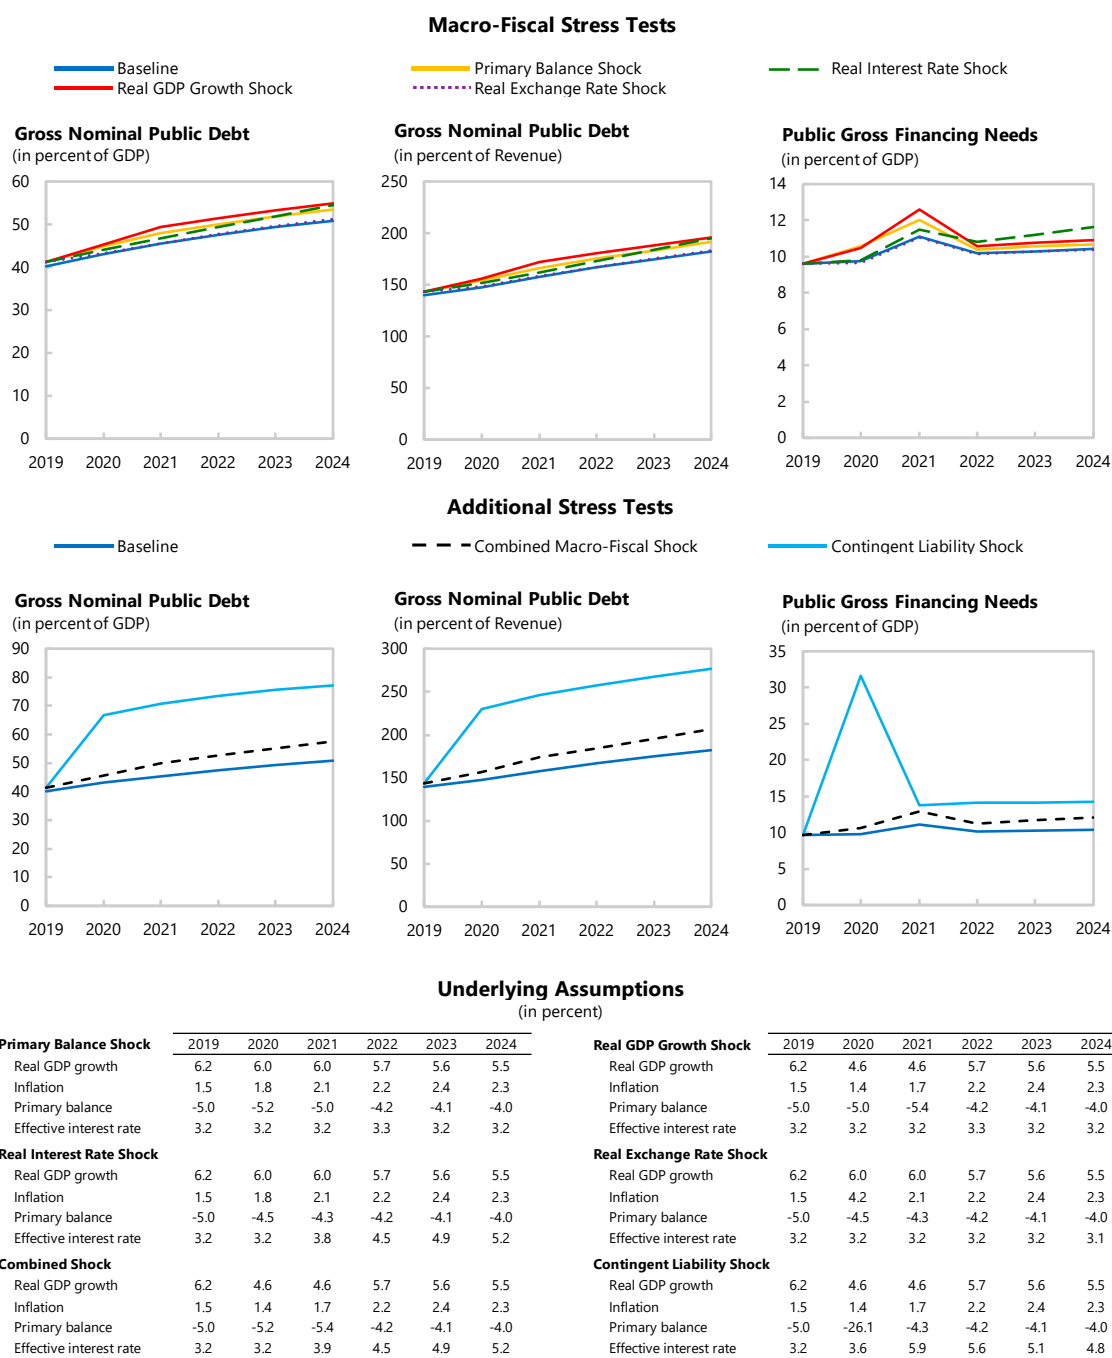 Macro-Fiscal Stress Tests
Baseline Primary Balance Shock Real Interest Rate Shock
Real GDP Growth Shock Real Exchange Rate Shock
Gross Nominal Public Debt
(in percent of GDP)
60
50
40
30
20
10
0
2019 2020 2021 2022 2023 2024
Gross Nominal Public Debt
(in percent of Revenue)
250
200
150
100
50
0
2019 2020 2021 2022 2023 2024
Public Gross Financing Needs
(in percent of GDP)
14
12
10
8
6
4
2
0
2019 2020 2021 2022 2023 2024
Additional Stress Tests
Baseline Combined Macro-Fiscal Shock Contingent Liability Shock
Gross Nominal Public Debt
(in percent of GDP)
90
80
70
60
50
40
30
20
10
0
2019 2020 2021 2022 2023 2024
Gross Nominal Public Debt
(in percent of Revenue)
300
250
200
150
100
50
0
2019 2020 2021 2022 2023 2024
Public Gross Financing Needs
(in percent of GDP)
35
30
25
20
15
10
5
0
2019 2020 2021 2022 2023 2024
Underlying Assumptions
(in percent)
Primary Balance Shock 2019 2020 2021 2022 2023 2024
Real GDP growth 6.2 6.0 6.0 5.7 5.6 5.5
Inflation 1.5 1.8 2.1 2.2 2.4 2.3
Primary balance -5.0 -5.2 -5.0 -4.2 -4.1 -4.0
Effective interest rate 3.2 3.2 3.2 3.3 3.2 3.2
Real Interest Rate Shock
Real GDP growth 6.2 6.0 6.0 5.7 5.6 5.5
Inflation 1.5 1.8 2.1 2.2 2.4 2.3
Primary balance -5.0 -4.5 -4.3 -4.2 -4.1 -4.0
Effective interest rate 3.2 3.2 3.8 4.5 4.9 5.2
Combined Shock
Real GDP growth 6.2 4.6 4.6 5.7 5.6 5.5
Inflation 1.5 1.4 1.7 2.2 2.4 2.3
Primary balance -5.0 -5.2 -5.4 -4.2 -4.1 -4.0
Effective interest rate 3.2 3.2 3.9 4.5 4.9 5.2
Real GDP Growth Shock 2019 2020 2021 2022 2023 2024
Real GDP growth 6.2 4.6 4.6 5.7 5.6 5.5
Inflation 1.5 1.4 1.7 2.2 2.4 2.3
Primary balance -5.0 -5.0 -5.4 -4.2 -4.1 -4.0
Effective interest rate 3.2 3.2 3.2 3.3 3.2 3.2
Real Exchange Rate Shock
Real GDP growth 6.2 6.0 6.0 5.7 5.6 5.5
Inflation 1.5 4.2 2.1 2.2 2.4 2.3
Primary balance -5.0 -4.5 -4.3 -4.2 -4.1 -4.0
Effective interest rate 3.2 3.2 3.2 3.2 3.2 3.1
Contingent Liability Shock
Real GDP growth 6.2 4.6 4.6 5.7 5.6 5.5
Inflation 1.5 1.4 1.7 2.2 2.4 2.3
Primary balance -5.0 -26.1 -4.3 -4.2 -4.1 -4.0
Effective interest rate 3.2 3.6 5.9 5.6 5.1 4.8